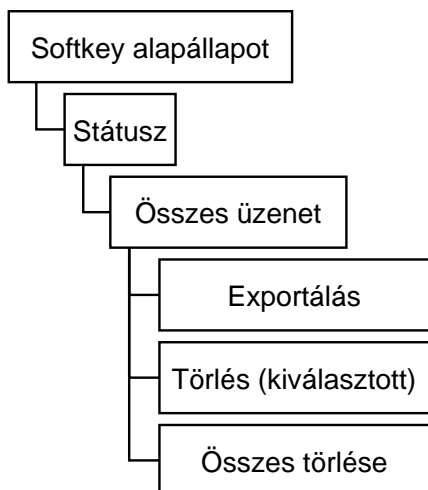 Softkey alapállapot
Státusz
Összes üzenet
Exportálás
Törlés (kiválasztott)
Összes törlése